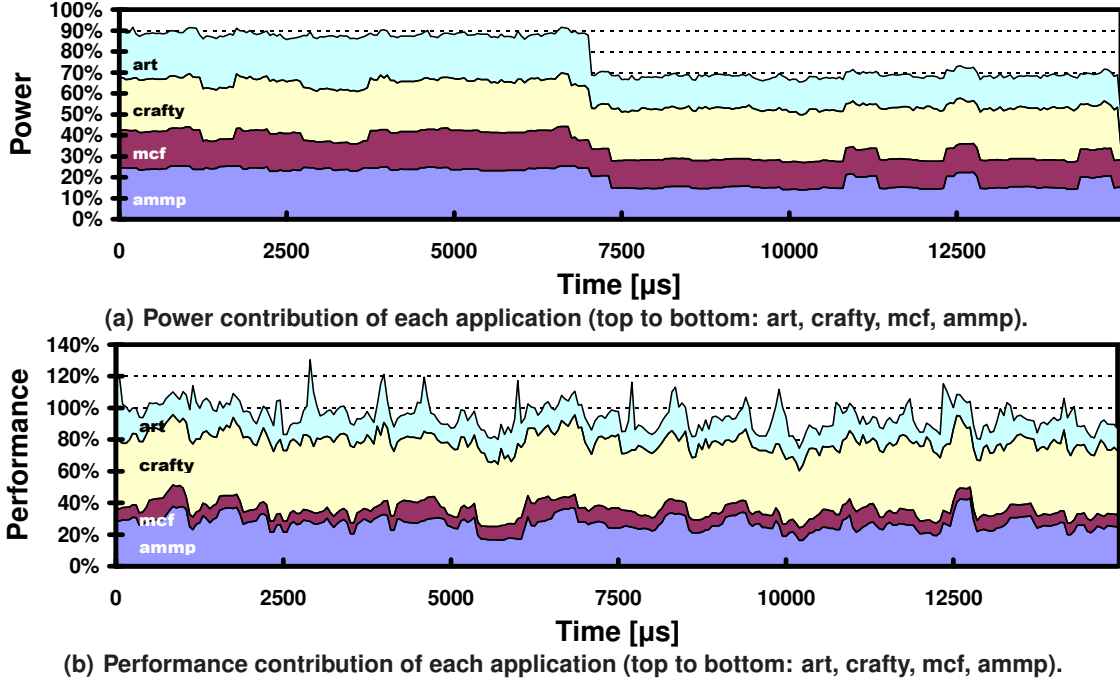 100%
90%
80%
70%
60%
50%
40%
30%
20%
10%
0%
Power
art
crafty
mcf
ammp
0 2500 5000 7500 10000 12500
Time [µs]
(a) Power contribution of each application (top to bottom: art, crafty, mcf, ammp).
140%
120%
100%
80%
60%
40%
20%
0%
Performance
art
crafty
mcf
ammp
0 2500 5000 7500 10000 12500
Time [µs]
(b) Performance contribution of each application (top to bottom: art, crafty, mcf, ammp).